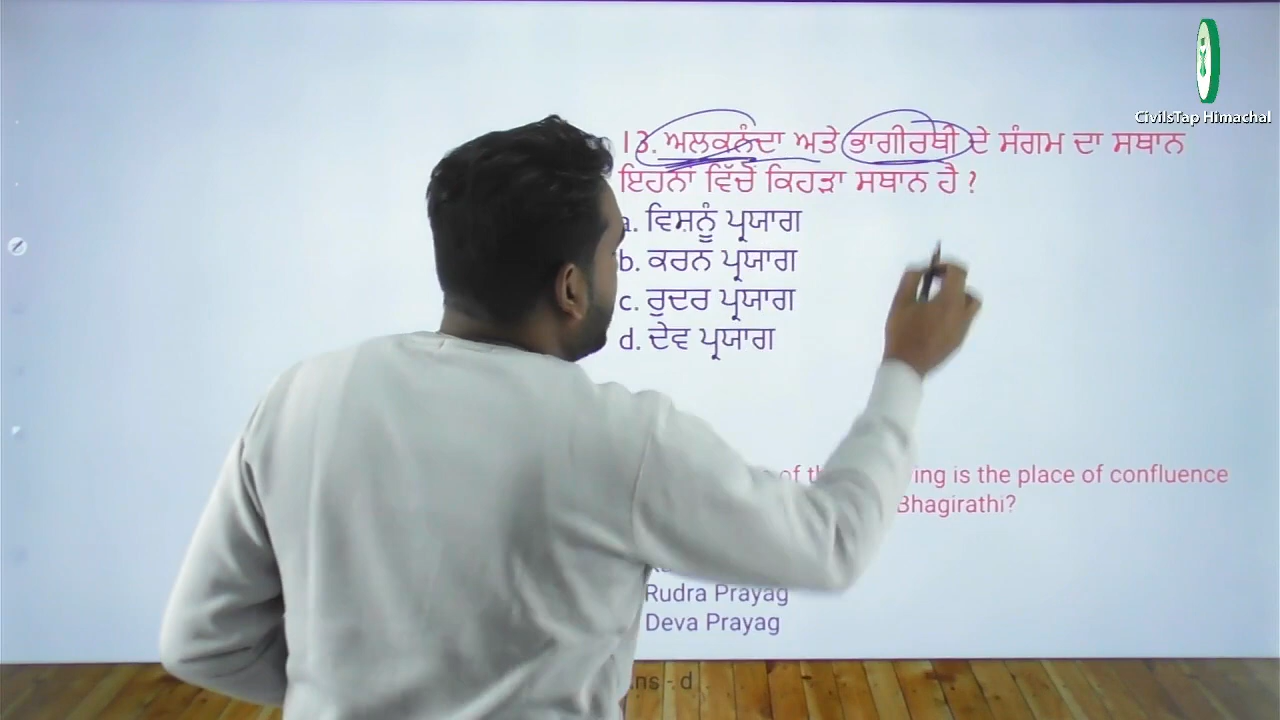 CivilsTap Himachal
13. ਅਲਕਨੰਦਾ ਅਤੇ ਭਾਗੀਰਥੀ ਦੇ ਸੰਗਮ ਦਾ ਸਥਾਨ
ਇਹਨਾਂ ਵਿੱਚੋਂ ਕਿਹੜਾ ਸਥਾਨ ਹੈ ?
a. ਵਿਸ਼ਨੂੰ ਪ੍ਰਯਾਗ
b. ਕਰਨ ਪ੍ਰਯਾਗ
c. ਰੁਦਰ ਪ੍ਰਯਾਗ
d. ਦੇਵ ਪ੍ਰਯਾਗ
of is the place of confluence
Bhagirathi?
Rudra Prayag
Deva Prayag
d